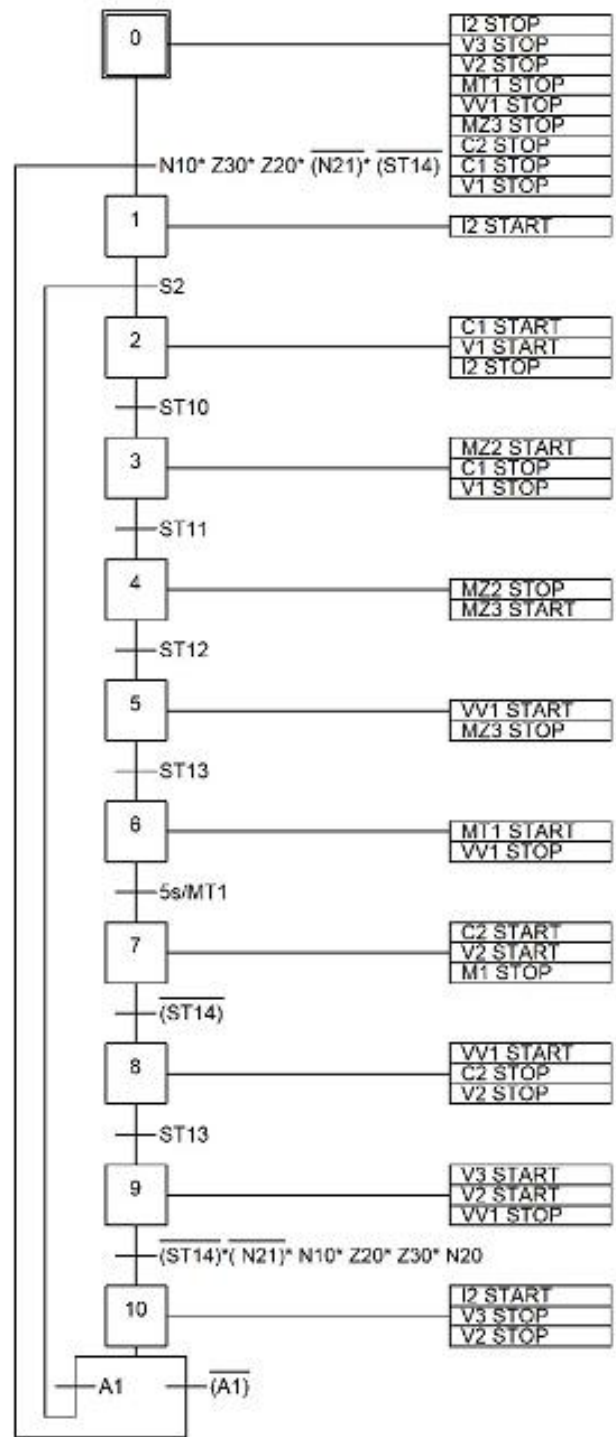 0
I2 STOP
V3 STOP
V2 STOP
MT1 STOP
VV1 STOP
MZ3 STOP
C2 STOP
C1 STOP
V1 STOP
N10* Z30* Z20* (N21)* (ST14)
1
I2 START
S2
2
C1 START
V1 START
I2 STOP
ST10
3
MZ2 START
C1 STOP
V1 STOP
ST11
4
MZ2 STOP
MZ3 START
ST12
5
VV1 START
MZ3 STOP
ST13
6
MT1 START
VV1 STOP
5s/MT1
7
C2 START
V2 START
M1 STOP
(ST14)
8
VV1 START
C2 STOP
V2 STOP
ST13
9
V3 START
V2 START
VV1 STOP
(ST14)*( N21)* N10* Z20* Z30* N20
10
I2 START
V3 STOP
V2 STOP
A1 (A1)